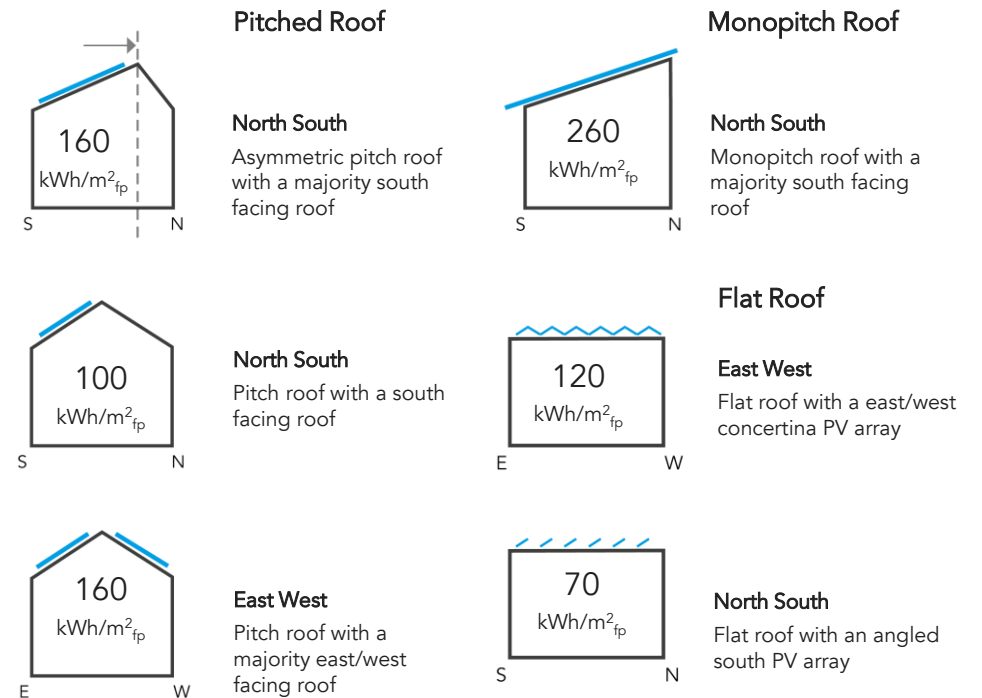 Pitched Roof
160
kWh/m²fp
S
N
North South
Asymmetric pitch roof
with a majority south
facing roof
100
kWh/m²fp
S
N
North South
Pitch roof with a south
facing roof
160
kWh/m²fp
E
W
East West
Pitch roof with a
majority east/west
facing roof
Monopitch Roof
260
kWh/m²fp
S
N
North South
Monopitch roof with a
majority south facing
roof
Flat Roof
120
kWh/m²fp
E
W
East West
Flat roof with a east/west
concertina PV array
70
kWh/m²fp
S
N
North South
Flat roof with an angled
south PV array